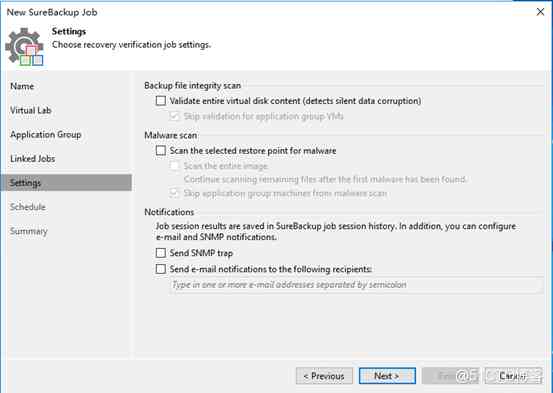 New SureBackup Job
Settings
Choose recovery verification job settings.
Name
Virtual Lab
Application Group
Linked Jobs
Settings
Schedule
Summary
Backup file integrity scan
Validate entire virtual disk content (detects silent data corruption)
Skip validation for application group VMs
Malware scan
Scan the selected restore point for malware
Scan the entire image
Continue scanning remaining files after the first malware has been found.
Skip application group machines from malware scan
Notifications
Job session results are saved in SureBackup job session history. In addition, you can configure
e-mail and SNMP notifications.
Send SNMP trap
Send e-mail notifications to the following recipients:
Type in one or more e-mail addresses separated by semicolon
< Previous
Next >
Cancel